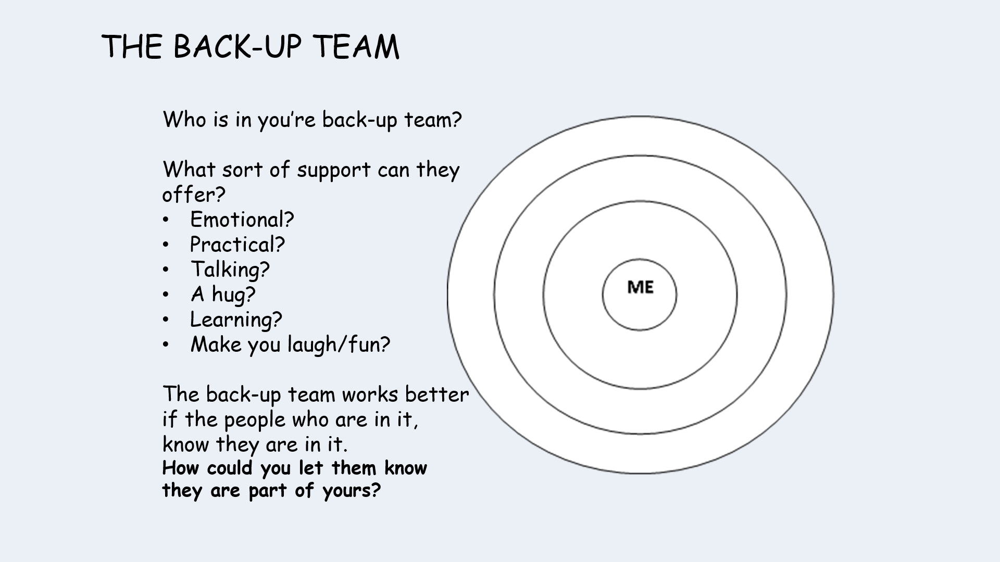 THE BACK-UP TEAM
Who is in you’re back-up team?
What sort of support can they
offer?
• Emotional?
• Practical?
• Talking?
• A hug?
• Learning?
• Make you laugh/fun?
The back-up team works better
if the people who are in it,
know they are in it.
How could you let them know
they are part of yours?
ME